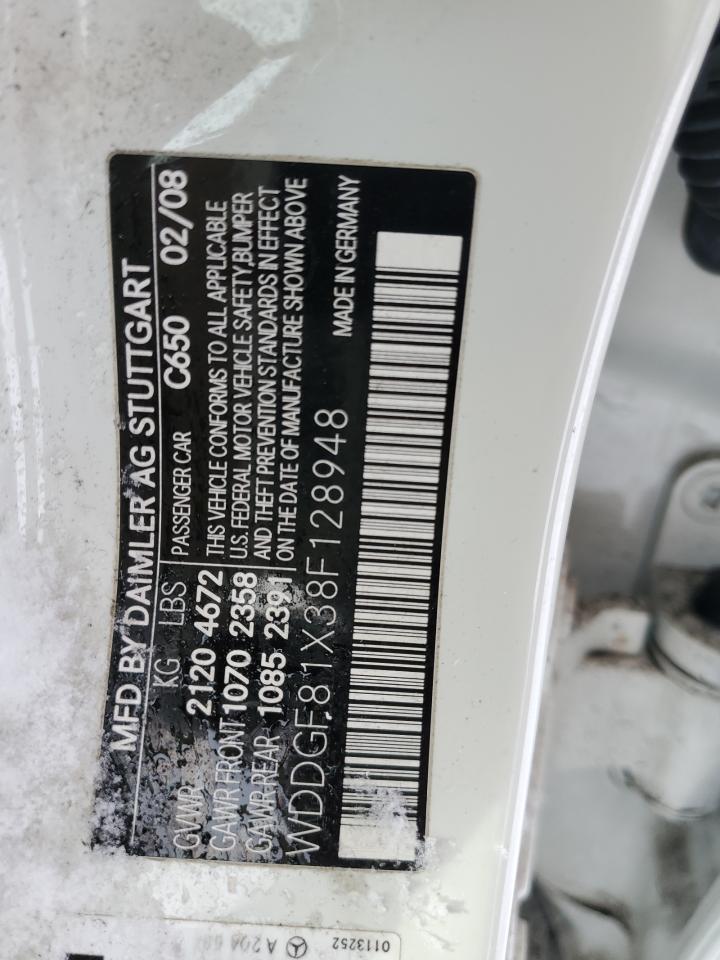 MFD BY DAIMLER AG STUTTGART
KG LBS PASSENGER CAR C650 02/08
GVWR 2120 4672 THIS VEHICLE CONFORMS TO ALL APPLICABLE
GAWR FRONT 1070 2358 U.S. FEDERAL MOTOR VEHICLE SAFETY,BUMPER
GAWR REAR 1085 2391 AND THEFT PREVENTION STANDARDS IN EFFECT
ON THE DATE OF MANUFACTURE SHOWN ABOVE
WDDGF81X38F128948 MADE IN GERMANY
0113252
A 204